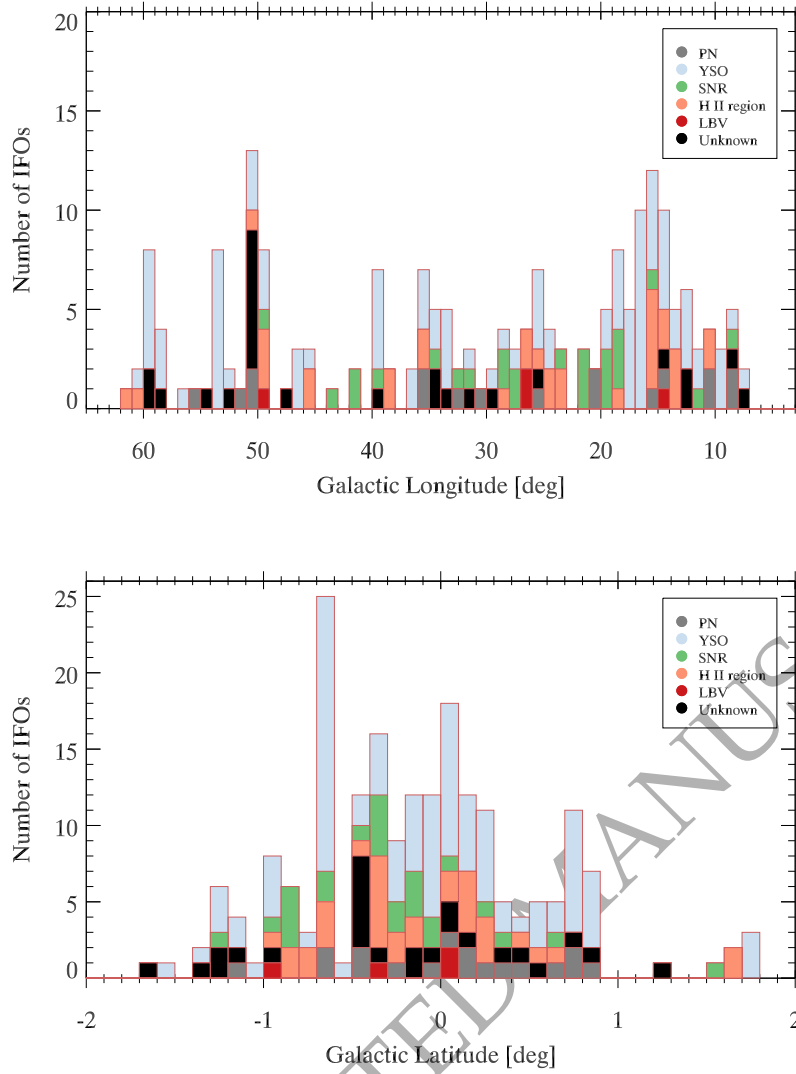 20
15
10
5
0
Number of IFOs
PN
YSO
SNR
H II region
LBV
Unknown
60 50 40 30 20 10
Galactic Longitude [deg]
25
20
15
10
5
0
Number of IFOs
PN
YSO
SNR
H II region
LBV
Unknown
-2 -1 0 1 2
Galactic Latitude [deg]
TED MANUS